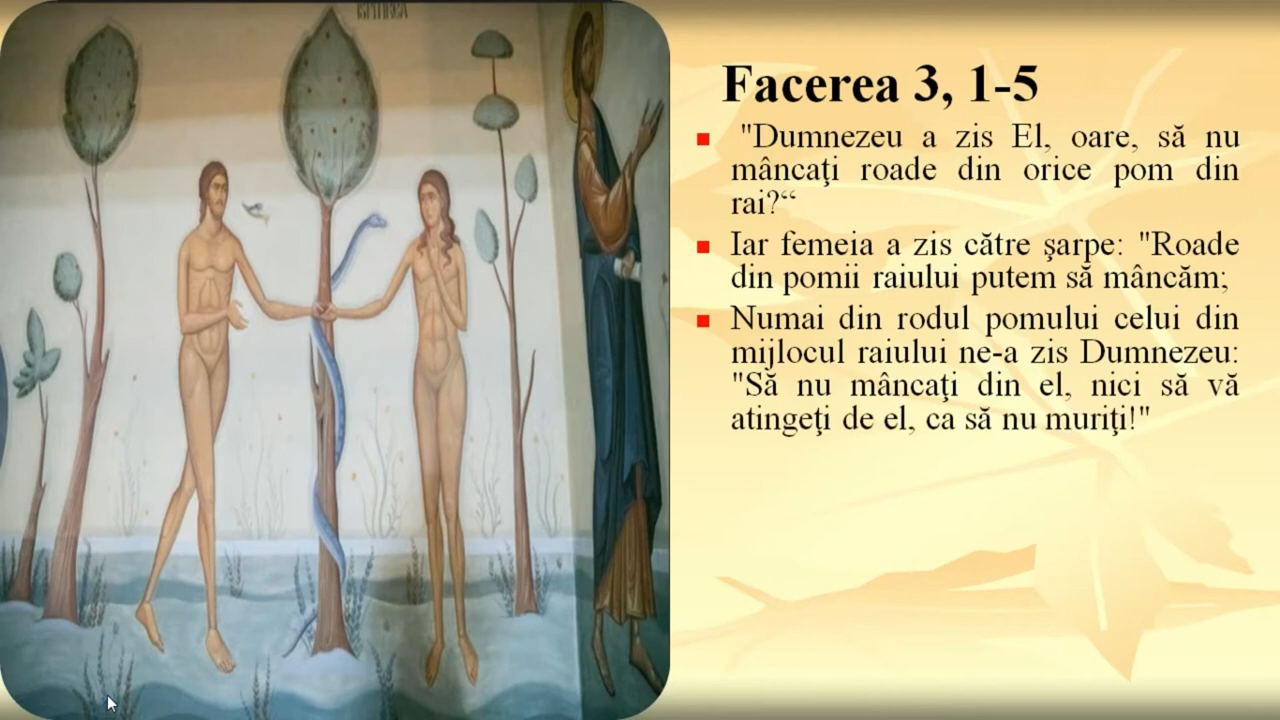 ISPITIREA
Facerea 3, 1-5
"Dumnezeu a zis El, oare, să nu
mâncaţi roade din orice pom din
rai?“
Iar femeia a zis către şarpe: "Roade
din pomii raiului putem să mâncăm;
Numai din rodul pomului celui din
mijlocul raiului ne-a zis Dumnezeu:
"Să nu mâncaţi din el, nici să vă
atingeţi de el, ca să nu muriţi!"